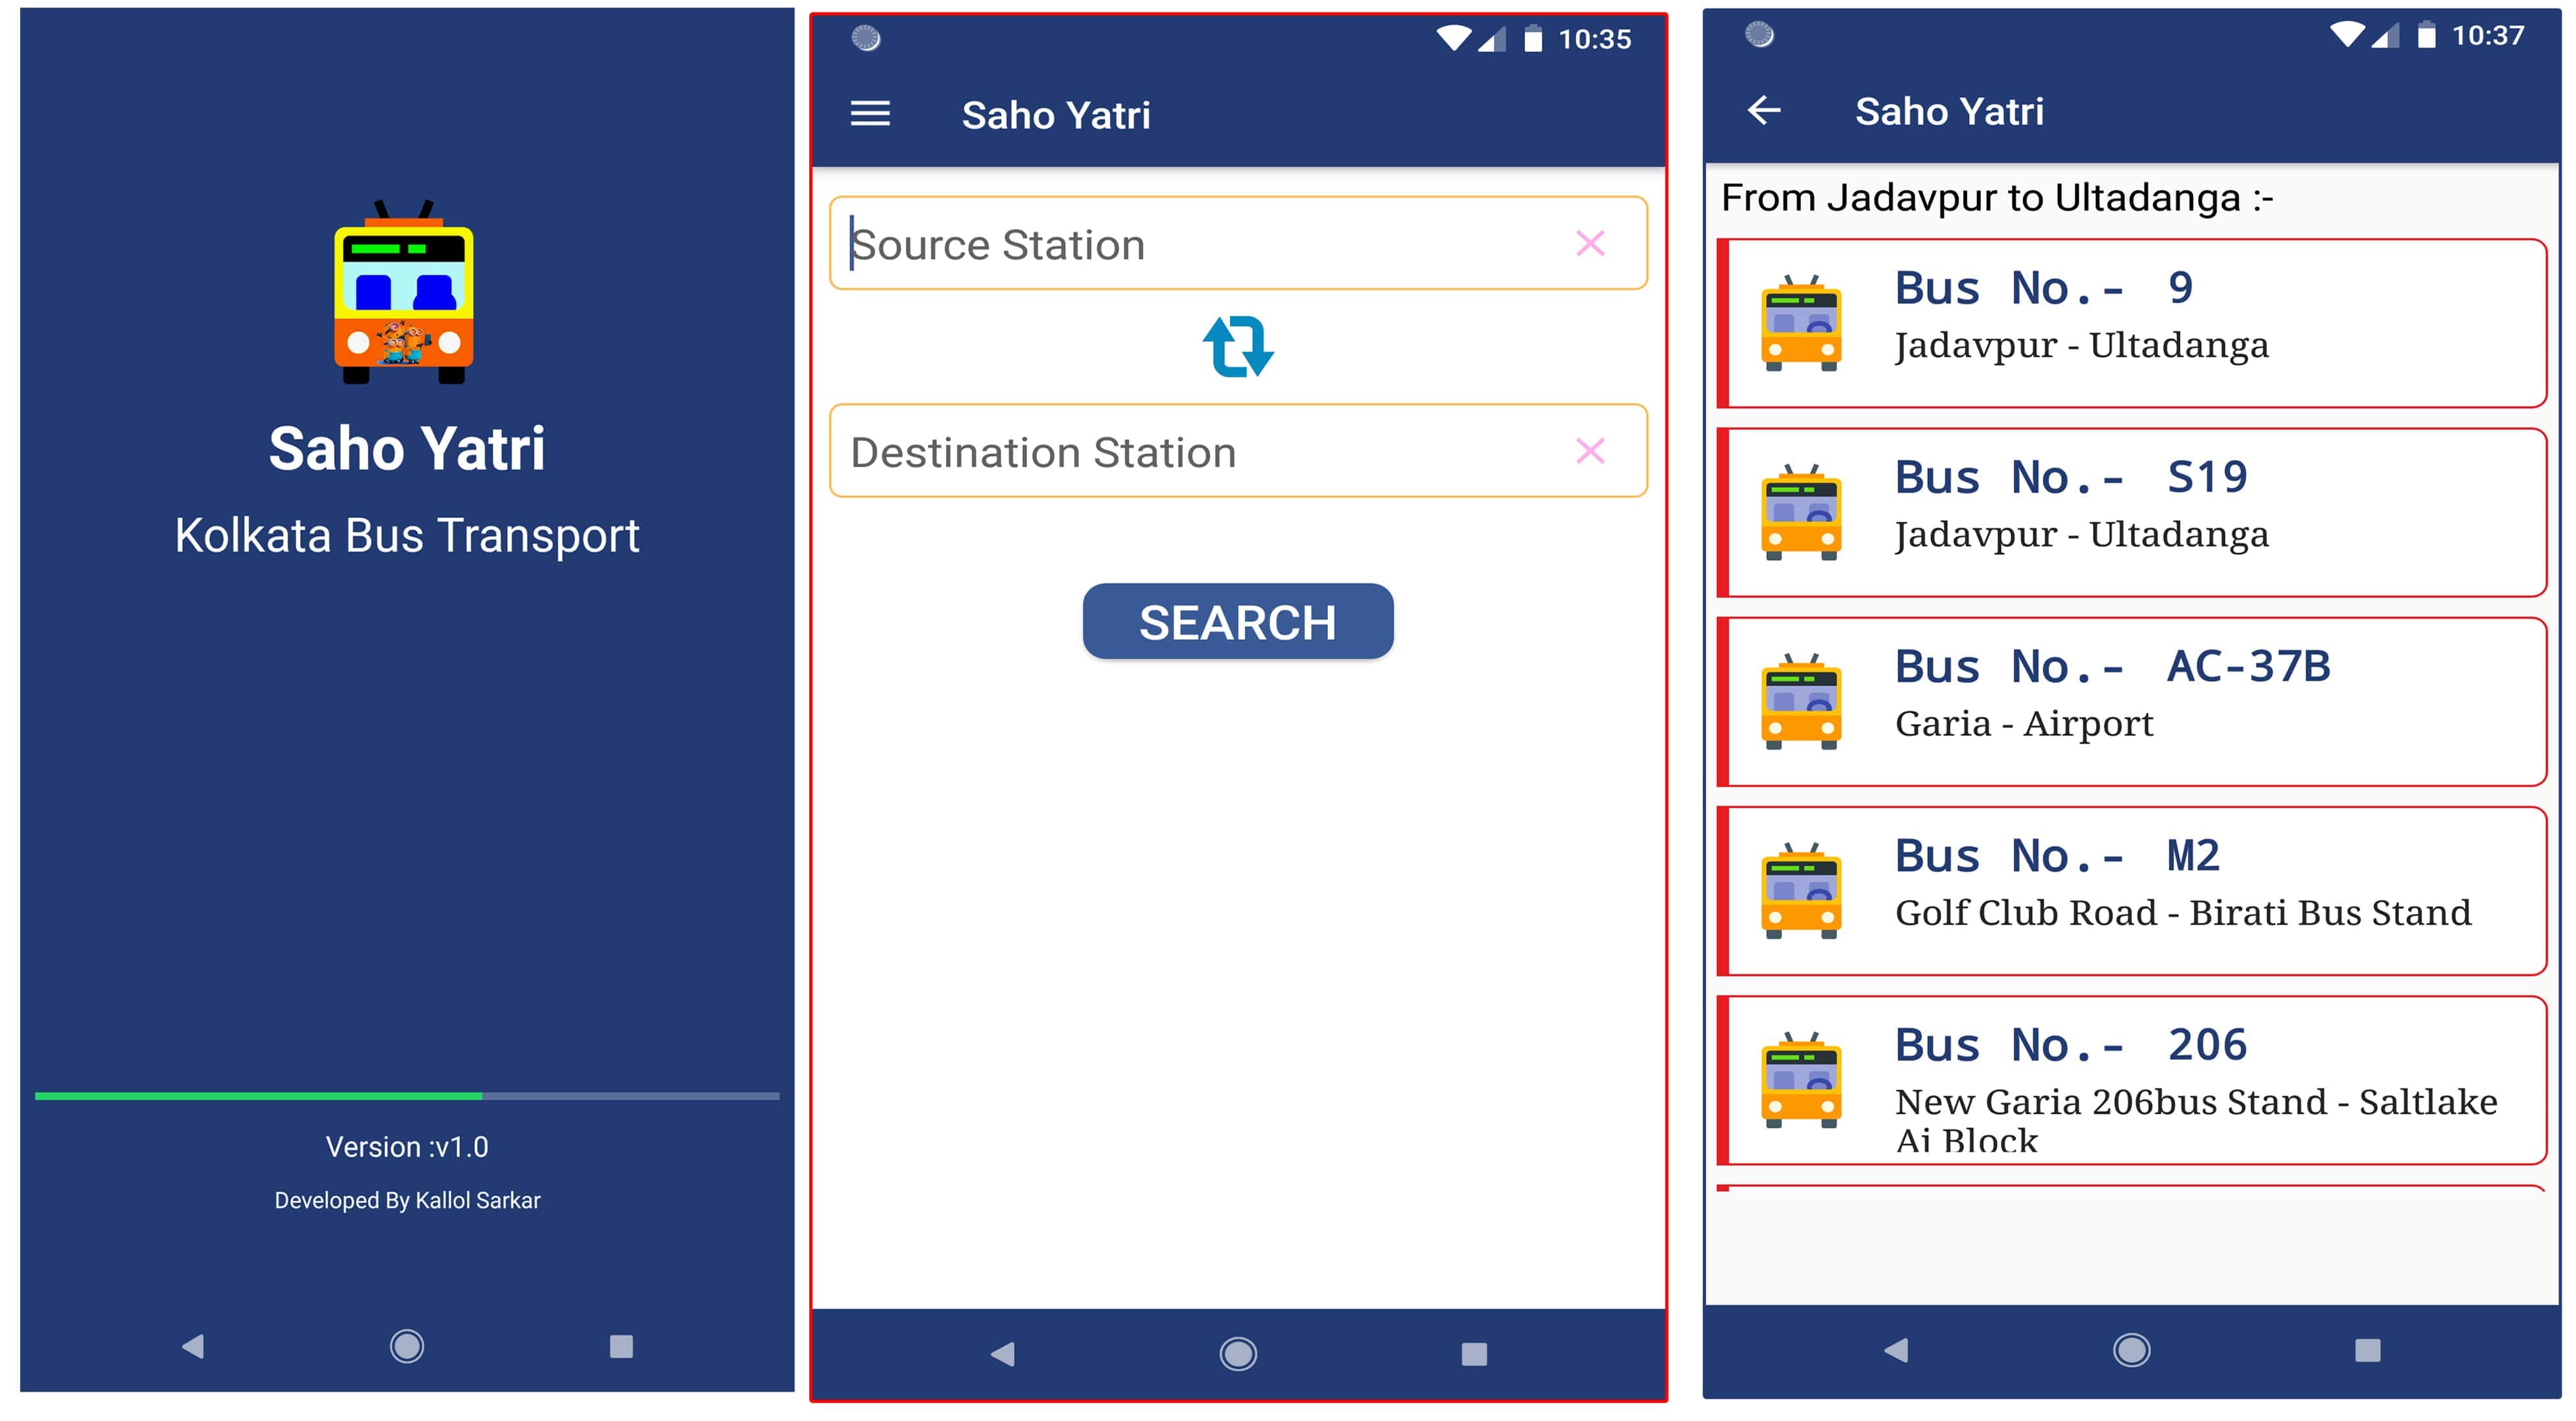 Saho Yatri
Kolkata Bus Transport
Version :v1.0
Developed By Kallol Sarkar
10:35
Saho Yatri
Source Station
Destination Station
SEARCH
10:37
Saho Yatri
From Jadavpur to Ultadanga :-
Bus No.- 9
Jadavpur - Ultadanga
Bus No.- S19
Jadavpur - Ultadanga
Bus No.- AC-37B
Garia - Airport
Bus No.- M2
Golf Club Road - Birati Bus Stand
Bus No.- 206
New Garia 206bus Stand - Saltlake
Ai Block